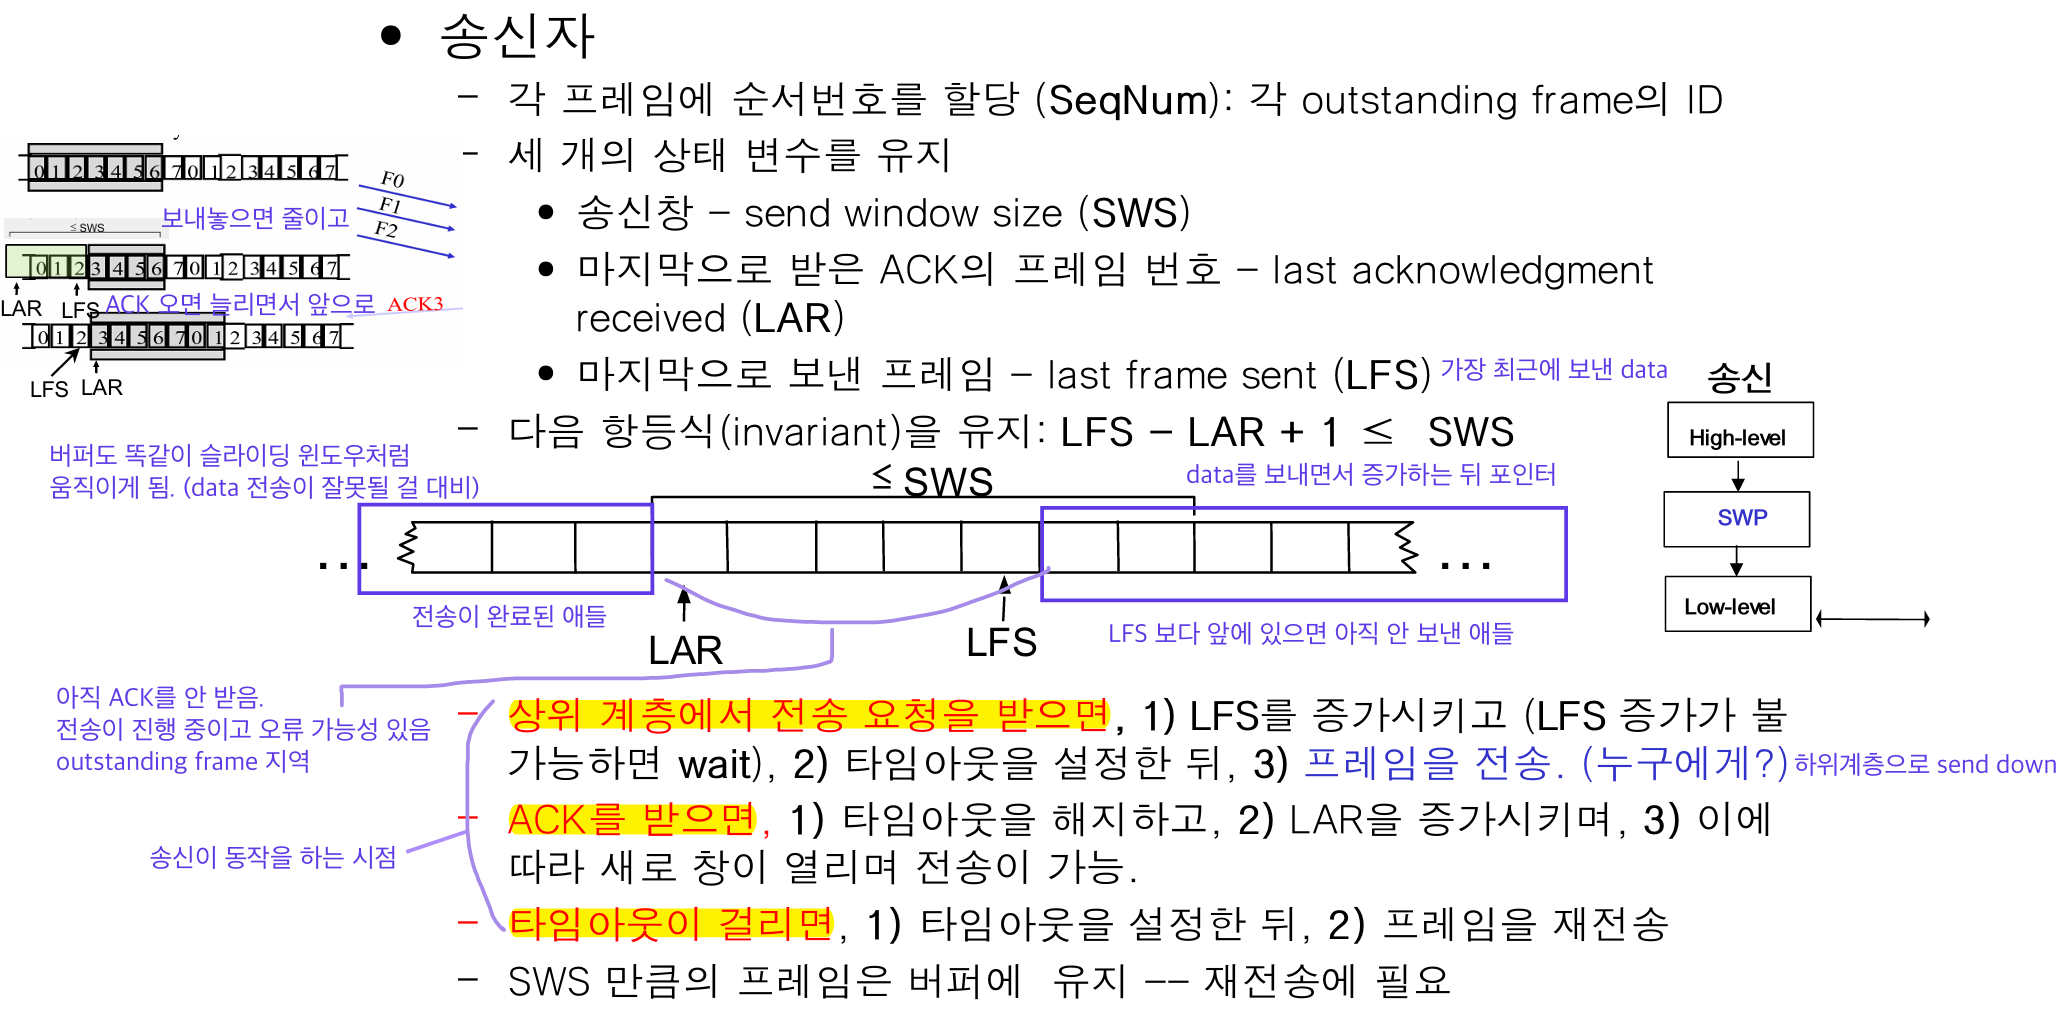 • 송신자
– 각 프레임에 순서번호를 할당 (SeqNum): 각 outstanding frame의 ID
– 세 개의 상태 변수를 유지
• 송신창 – send window size (SWS)
• 마지막으로 받은 ACK의 프레임 번호 – last acknowledgment
received (LAR)
• 마지막으로 보낸 프레임 – last frame sent (LFS) 가장 최근에 보낸 data
– 다음 항등식(invariant)을 유지: LFS – LAR + 1 ≤ SWS
0 1 2 3 4 5 6 7 0 1 2 3 4 5 6 7
F0
F1
F2
보내놓으면 줄이고
≤ SWS
0 1 2 3 4 5 6 7 0 1 2 3 4 5 6 7
LAR LFS
ACK 오면 늘리면서 앞으로 ACK3
0 1 2 3 4 5 6 7 0 1 2 3 4 5 6 7
LFS LAR
송신
High-level
SWP
Low-level
버퍼도 똑같이 슬라이딩 윈도우처럼
움직이게 됨. (data 전송이 잘못될 걸 대비)
≤ SWS
data를 보내면서 증가하는 뒤 포인터
... ...
전송이 완료된 애들
LAR LFS
LFS 보다 앞에 있으면 아직 안 보낸 애들
아직 ACK를 안 받음.
전송이 진행 중이고 오류 가능성 있음
outstanding frame 지역
– 상위 계층에서 전송 요청을 받으면, 1) LFS를 증가시키고 (LFS 증가가 불
가능하면 wait), 2) 타임아웃을 설정한 뒤, 3) 프레임을 전송. (누구에게?) 하위계층으로 send down
– ACK를 받으면, 1) 타임아웃을 해지하고, 2) LAR을 증가시키며, 3) 이에
따라 새로 창이 열리며 전송이 가능.
송신이 동작을 하는 시점
– 타임아웃이 걸리면, 1) 타임아웃을 설정한 뒤, 2) 프레임을 재전송
– SWS 만큼의 프레임은 버퍼에 유지 -- 재전송에 필요